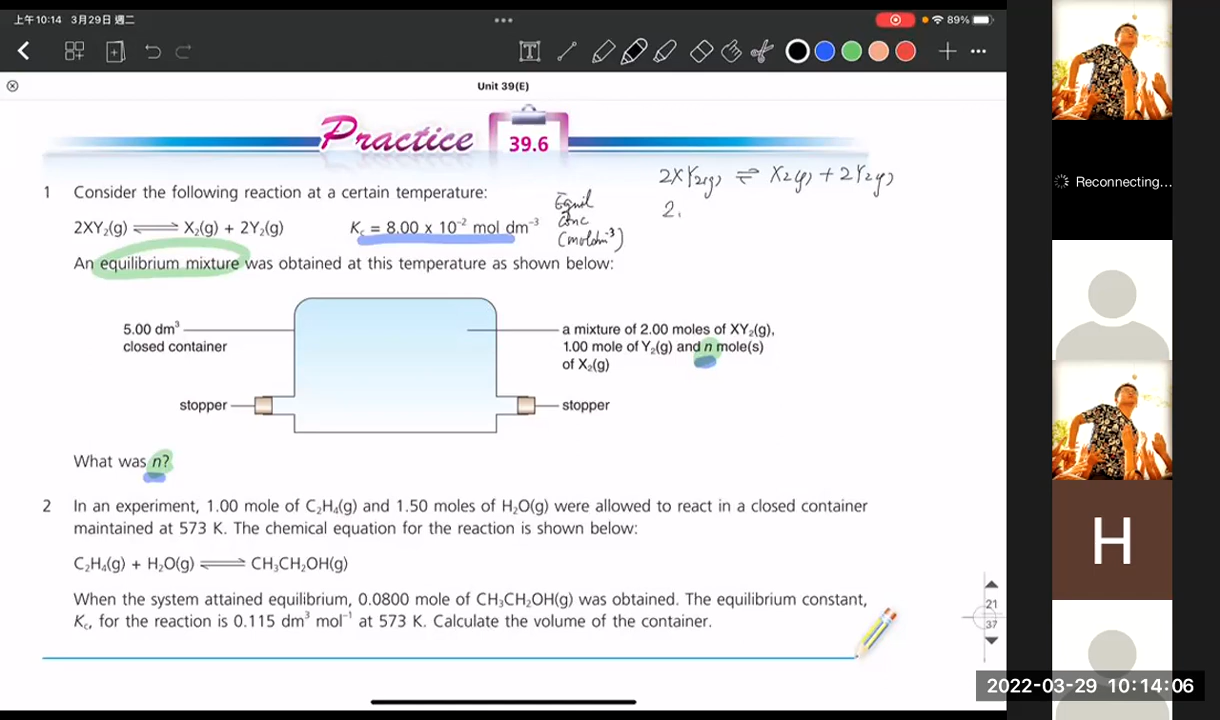 上午10:14 3月29日 週二
89%
Unit 39(E)
Practice 39.6
2XY₂(g) ⇌ X₂(g) + 2Y₂(g)
Equil
Conc
(moldm⁻³)
2.
1 Consider the following reaction at a certain temperature:
2XY₂(g) ⇌ X₂(g) + 2Y₂(g) K꜀ = 8.00 x 10⁻² mol dm⁻³
An equilibrium mixture was obtained at this temperature as shown below:
5.00 dm³
closed container
a mixture of 2.00 moles of XY₂(g),
1.00 mole of Y₂(g) and n mole(s)
of X₂(g)
stopper
stopper
What was n?
2 In an experiment, 1.00 mole of C₂H₄(g) and 1.50 moles of H₂O(g) were allowed to react in a closed container
maintained at 573 K. The chemical equation for the reaction is shown below:
C₂H₄(g) + H₂O(g) ⇌ CH₃CH₂OH(g)
When the system attained equilibrium, 0.0800 mole of CH₃CH₂OH(g) was obtained. The equilibrium constant,
K꜀, for the reaction is 0.115 dm³ mol⁻¹ at 573 K. Calculate the volume of the container.
21
37
Reconnecting...
H
2022-03-29 10:14:06